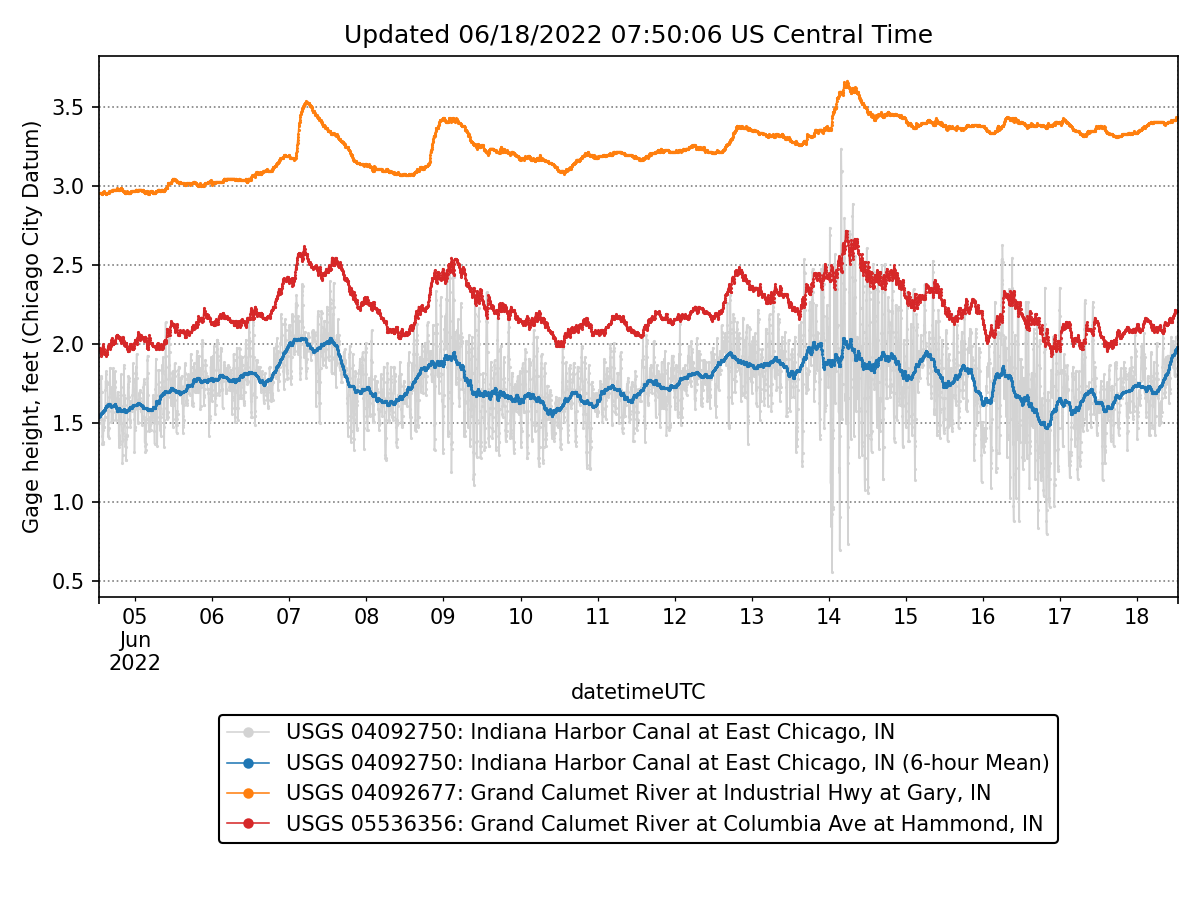 Updated 06/18/2022 07:50:06 US Central Time
Gage height, feet (Chicago City Datum)
3.5
3.0
2.5
2.0
1.5
1.0
0.5
05 06 07 08 09 10 11 12 13 14 15 16 17 18
Jun
2022
datetimeUTC
USGS 04092750: Indiana Harbor Canal at East Chicago, IN
USGS 04092750: Indiana Harbor Canal at East Chicago, IN (6-hour Mean)
USGS 04092677: Grand Calumet River at Industrial Hwy at Gary, IN
USGS 05536356: Grand Calumet River at Columbia Ave at Hammond, IN